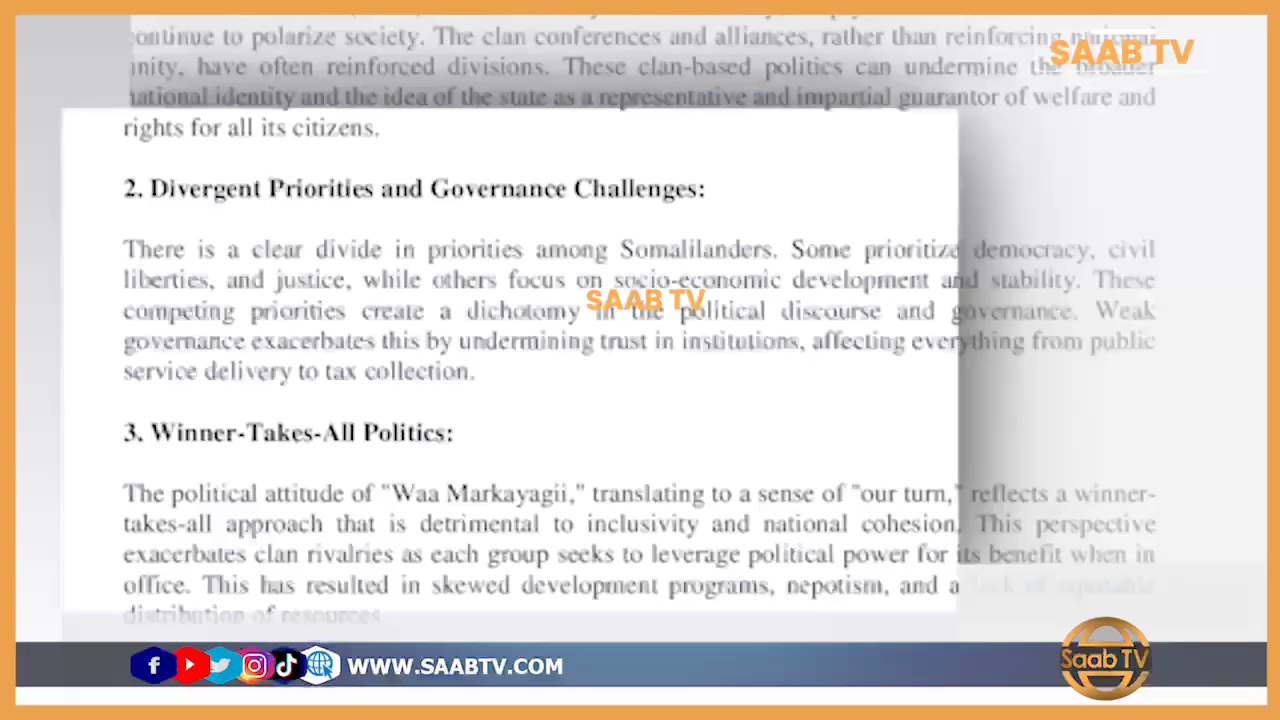 continue to polarize society. The clan conferences and alliances, rather than reinforcing national
unity, have often reinforced divisions. These clan-based politics can undermine the broader
national identity and the idea of the state as a representative and impartial guarantor of welfare and
rights for all its citizens.
2. Divergent Priorities and Governance Challenges:
There is a clear divide in priorities among Somalilanders. Some prioritize democracy, civil
liberties, and justice, while others focus on socio-economic development and stability. These
competing priorities create a dichotomy in the political discourse and governance. Weak
governance exacerbates this by undermining trust in institutions, affecting everything from public
service delivery to tax collection.
3. Winner-Takes-All Politics:
The political attitude of "Waa Markayagii," translating to a sense of "our turn," reflects a winner-
takes-all approach that is detrimental to inclusivity and national cohesion. This perspective
exacerbates clan rivalries as each group seeks to leverage political power for its benefit when in
office. This has resulted in skewed development programs, nepotism, and a lack of equitable
distribution of resources
SAAB TV
SAAB TV
WWW.SAABTV.COM
Saab TV